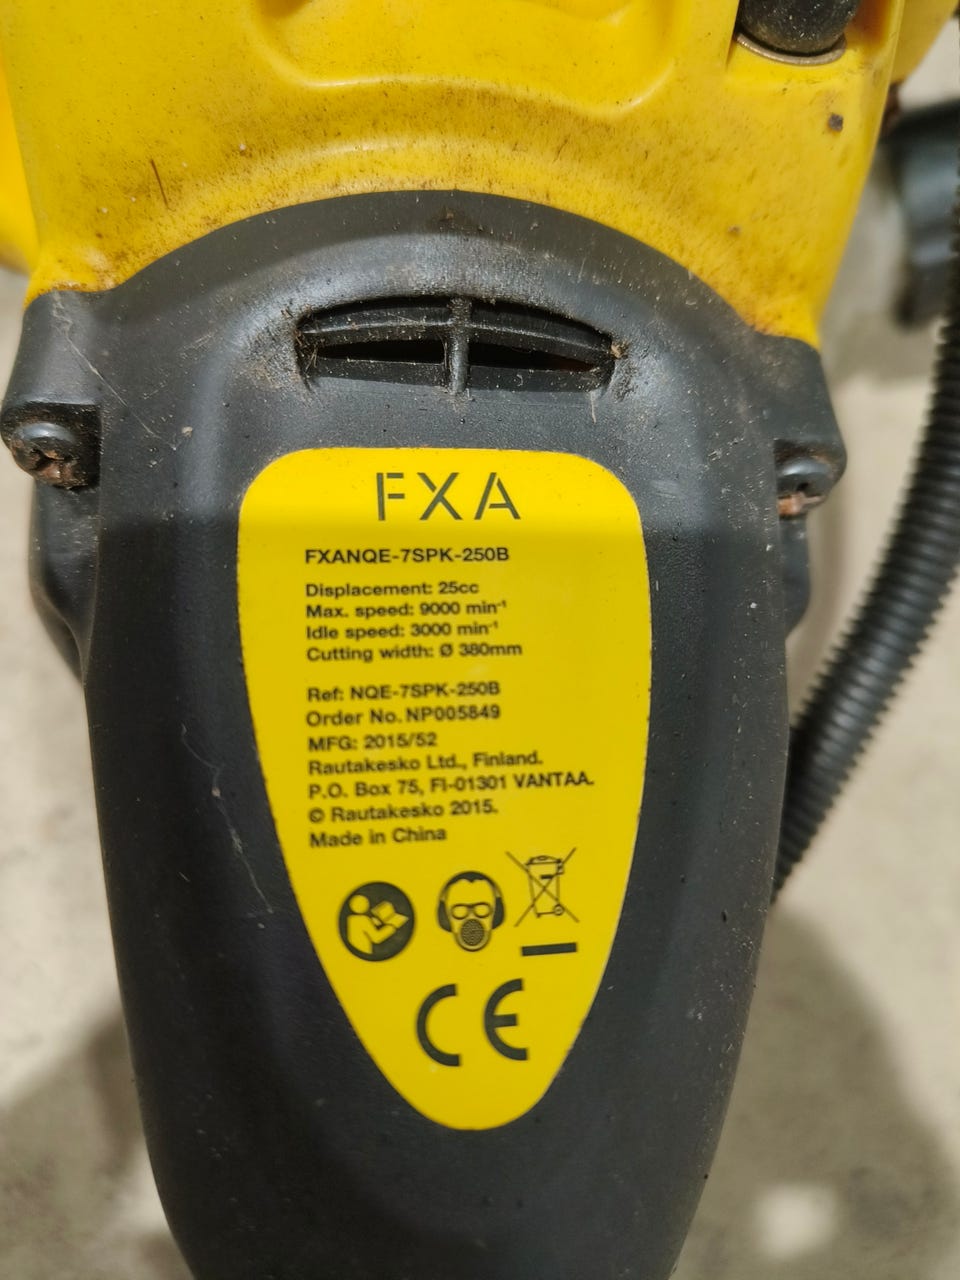 FXA
FXANQE-7SPK-250B
Displacement: 25cc
Max. speed: 9000 min⁻¹
Idle speed: 3000 min⁻¹
Cutting width: Ø 380mm
Ref: NQE-7SPK-250B
Order No. NP005849
MFG: 2015/52
Rautakesko Ltd., Finland.
P.O. Box 75, FI-01301 VANTAA.
© Rautakesko 2015.
Made in China
CE